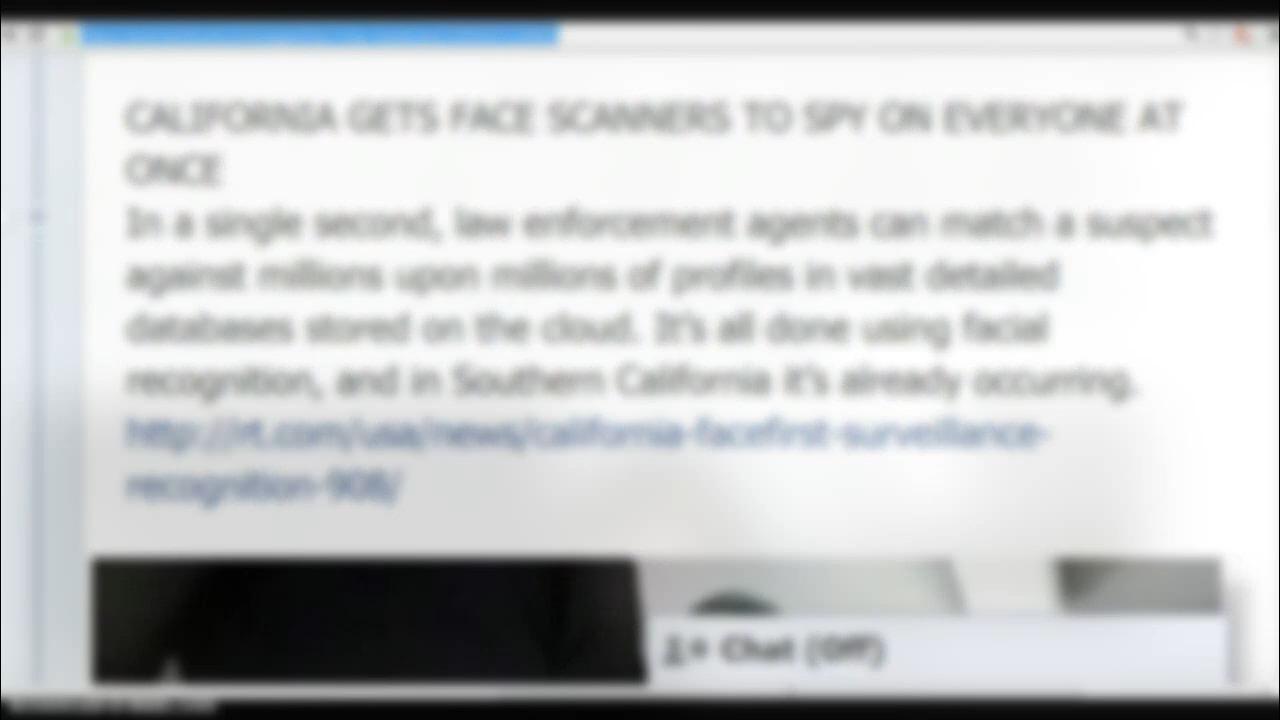 CALIFORNIA GETS FACE SCANNERS TO SPY ON EVERYONE AT
ONCE
In a single second, law enforcement agents can match a suspect
against millions upon millions of profiles in vast detailed
databases stored on the cloud. It's all done using facial
recognition, and in Southern California it's already occurring.
http://rt.com/usa/news/california-facefirst-surveillance-
recognition-908/
Chat (Off)